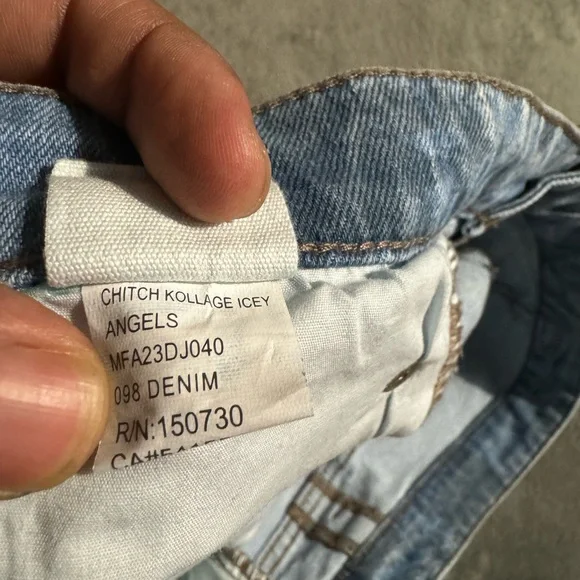 CHITCH KOLLAGE ICEY
ANGELS
MFA23DJ040
098 DENIM
R/N:150730